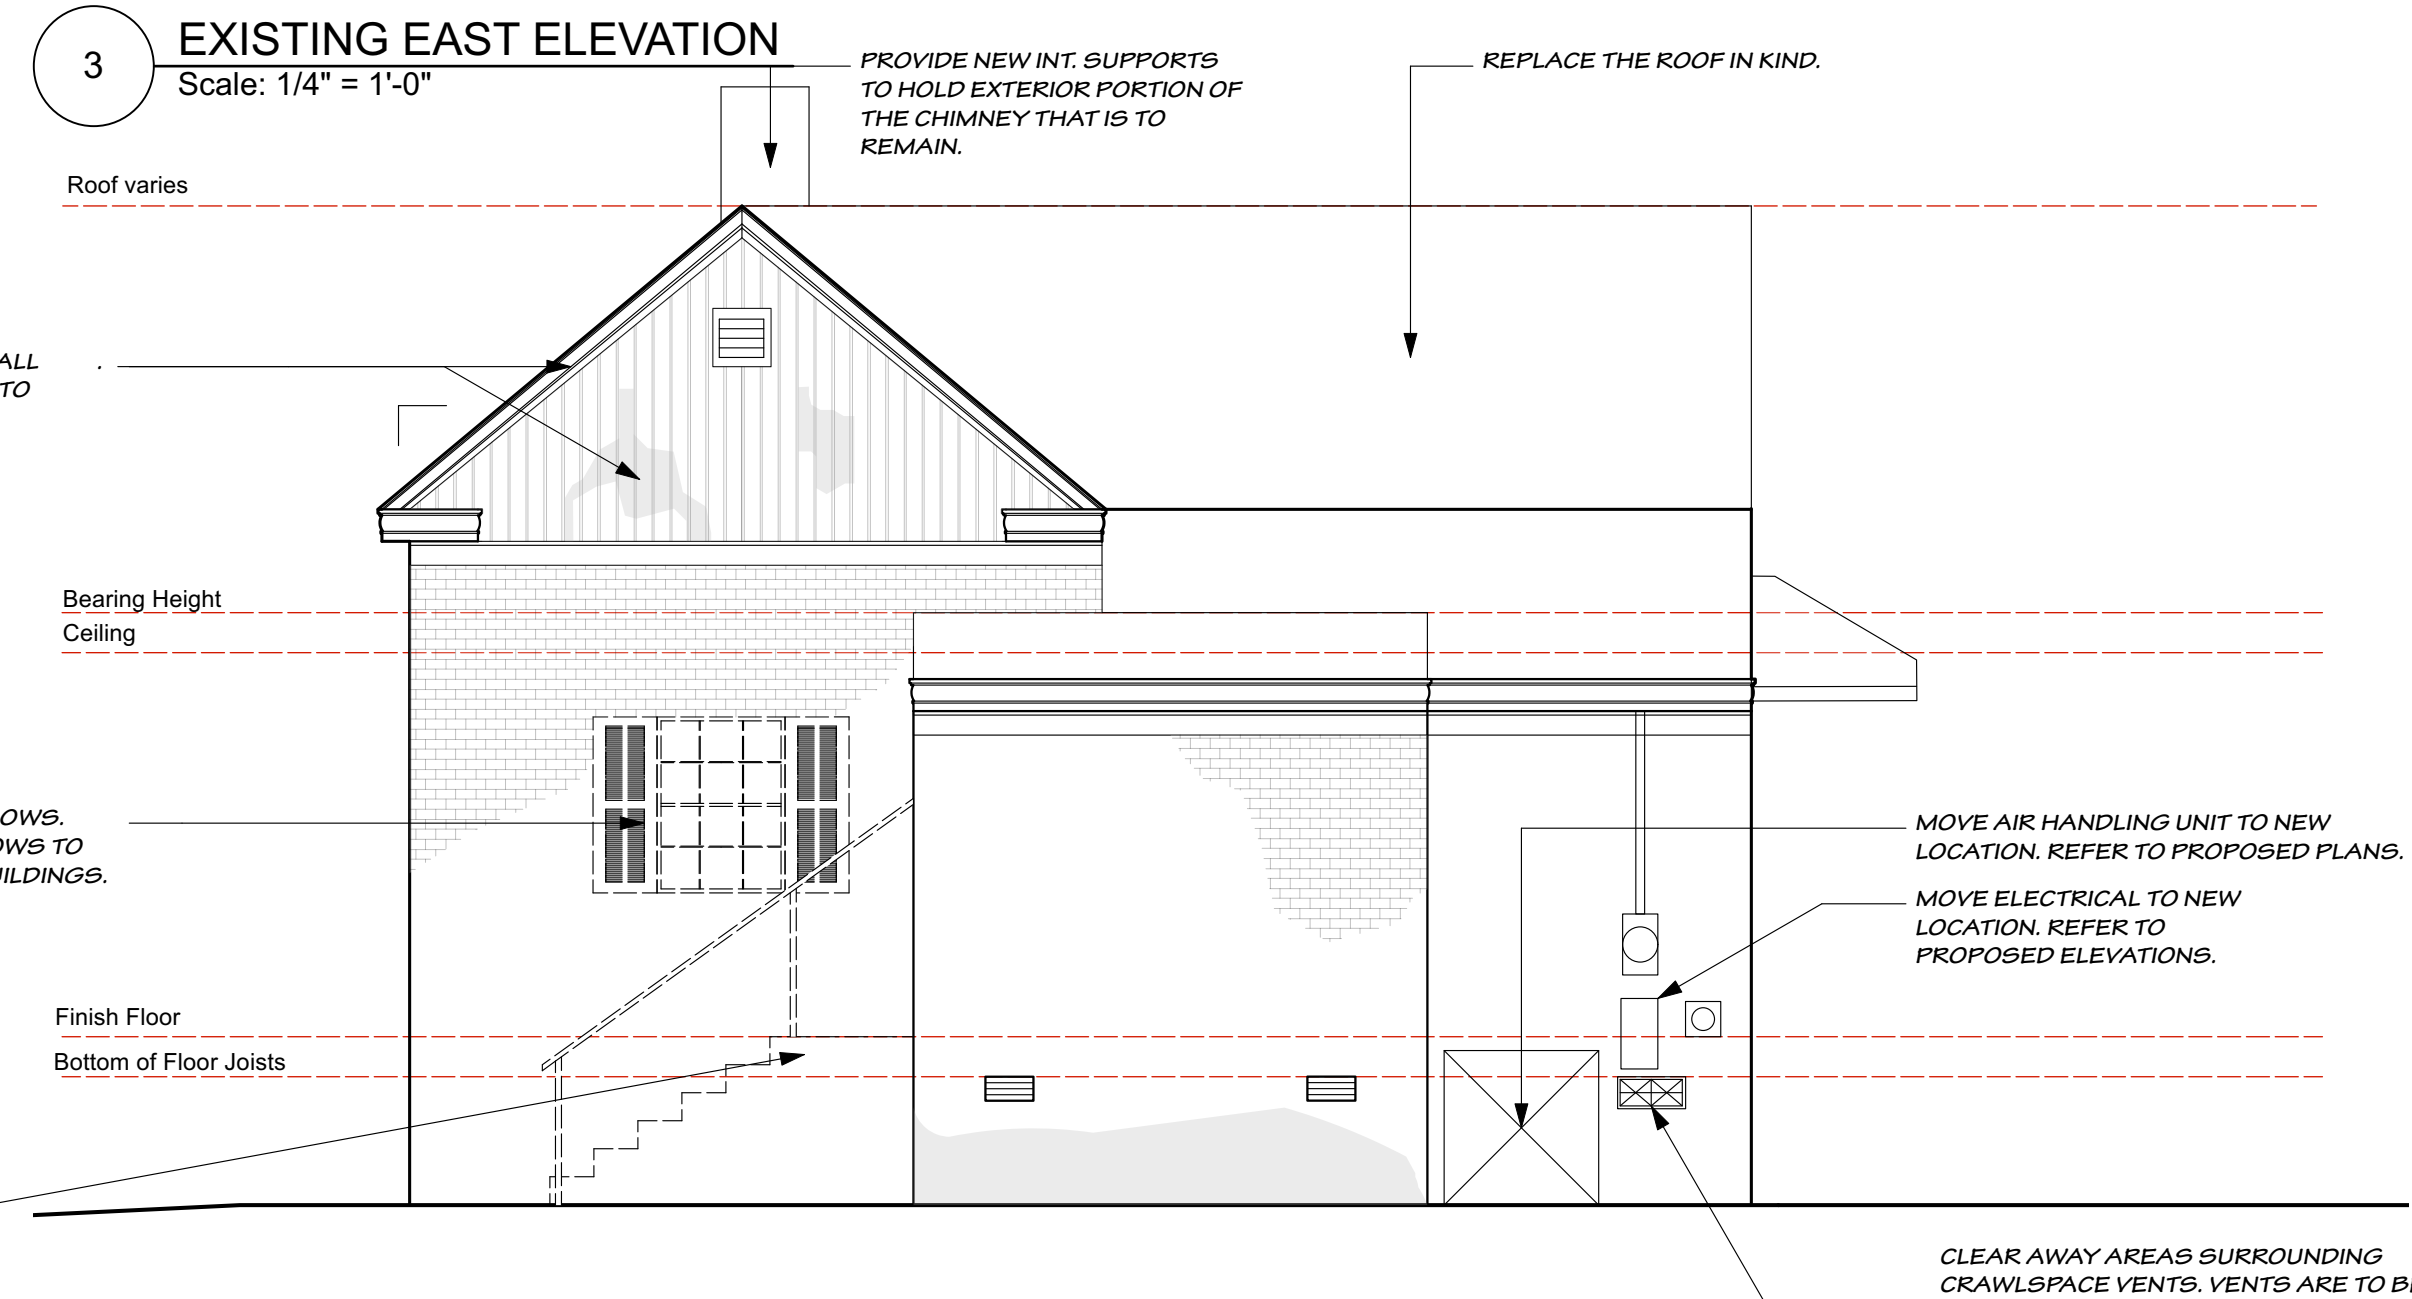 3
EXISTING EAST ELEVATION
Scale: 1/4" = 1'-0"
PROVIDE NEW INT. SUPPORTS
TO HOLD EXTERIOR PORTION OF
THE CHIMNEY THAT IS TO
REMAIN.
REPLACE THE ROOF IN KIND.
Roof varies
ALL .
TO
Bearing Height
Ceiling
OWS.
OWS TO
ILDINGS.
MOVE AIR HANDLING UNIT TO NEW
LOCATION. REFER TO PROPOSED PLANS.
MOVE ELECTRICAL TO NEW
LOCATION. REFER TO
PROPOSED ELEVATIONS.
Finish Floor
Bottom of Floor Joists
CLEAR AWAY AREAS SURROUNDING
CRAWLSPACE VENTS. VENTS ARE TO BE